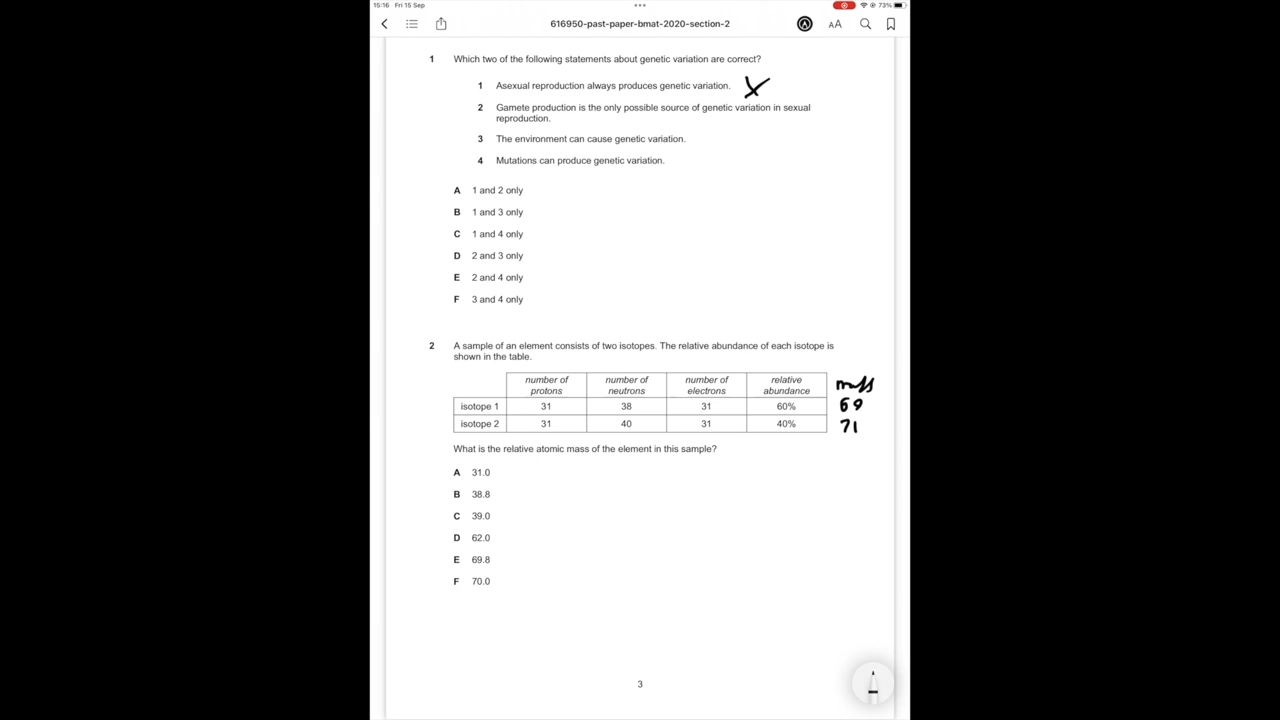 15:16 Fri 15 Sep
73%
616950-past-paper-bmat-2020-section-2
AA
1 Which two of the following statements about genetic variation are correct?
1 Asexual reproduction always produces genetic variation.
2 Gamete production is the only possible source of genetic variation in sexual
reproduction.
3 The environment can cause genetic variation.
4 Mutations can produce genetic variation.
A 1 and 2 only
B 1 and 3 only
C 1 and 4 only
D 2 and 3 only
E 2 and 4 only
F 3 and 4 only
2 A sample of an element consists of two isotopes. The relative abundance of each isotope is
shown in the table.
number of protons number of neutrons number of electrons relative abundance mass
isotope 1 31 38 31 60% 69
isotope 2 31 40 31 40% 71
What is the relative atomic mass of the element in this sample?
A 31.0
B 38.8
C 39.0
D 62.0
E 69.8
F 70.0
3